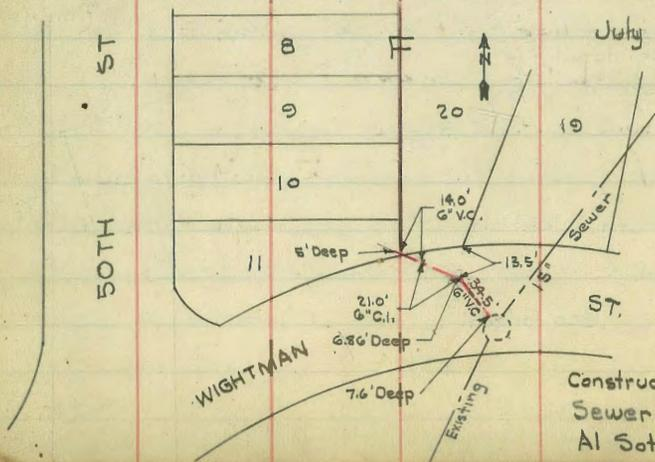 50TH ST
8
9
10
11
N
20
19
July
14.0'
6" V.C.
5' Deep
13.5'
15" Sewer
21.0'
6" C.I.
34.5'
6" V.C.
6.86' Deep
7.6' Deep
WIGHTMAN ST.
Existing
Construc
Sewer
Al Sot